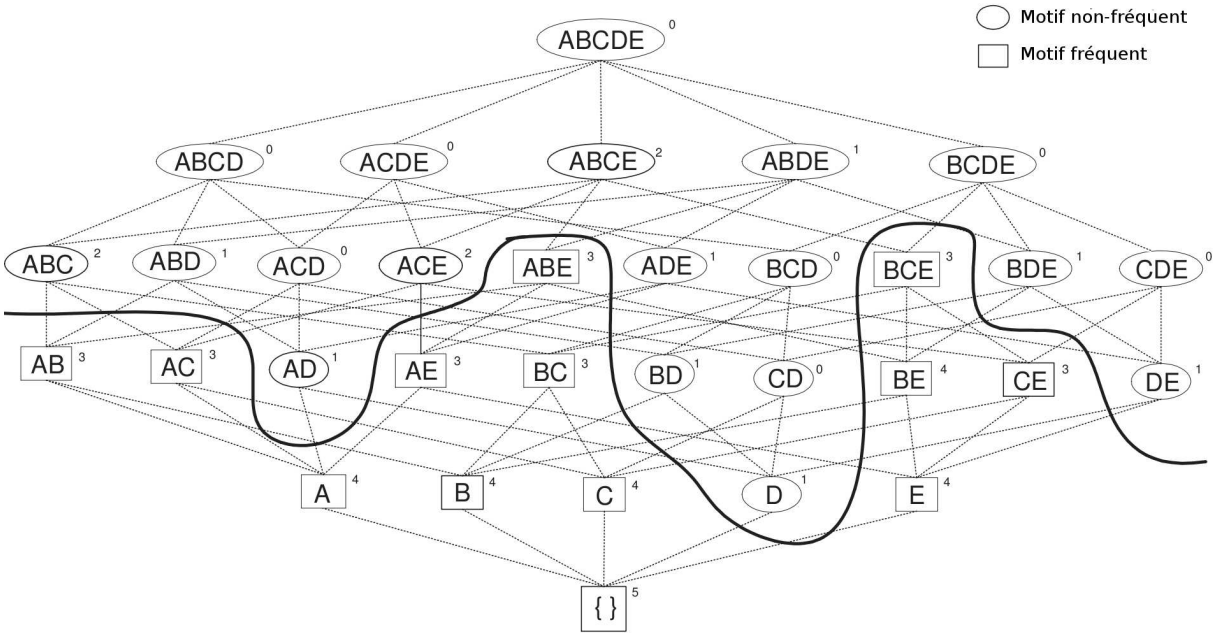 Motif non-fréquent
Motif fréquent
ABCDE 0
ABCD 0 ACDE 0 ABCE 2 ABDE 1 BCDE 0
ABC 2 ABD 1 ACD 0 ACE 2 ABE 3 ADE 1 BCD 0 BCE 3 BDE 1 CDE 0
AB 3 AC 3 AD 1 AE 3 BC 3 BD 1 CD 0 BE 4 CE 3 DE 1
A 4 B 4 C 4 D 1 E 4
{ } 5